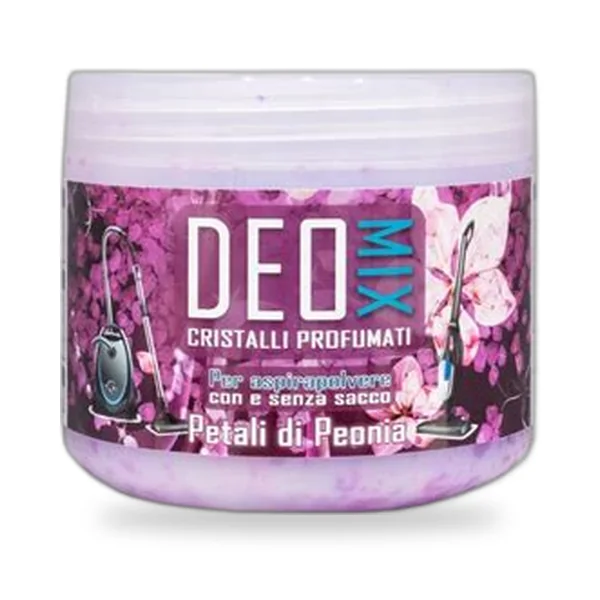 DEO MIX
CRISTALLI PROFUMATI
Per aspirapolvere
con e senza sacco
Petali di Peonia